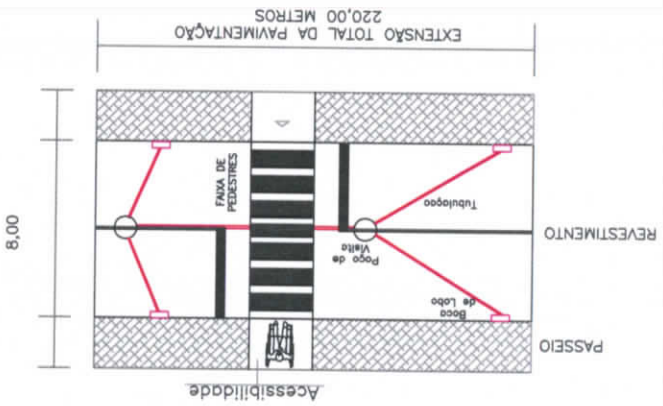 EXTENSÃO TOTAL DA PAVIMENTAÇÃO
220,00 METROS
8,00
FAIXA DE
PEDESTRES
Tubulaçao
Poço de
Visita
Boca
de Lobo
REVESTIMENTO
PASSEIO
Acessibilidade